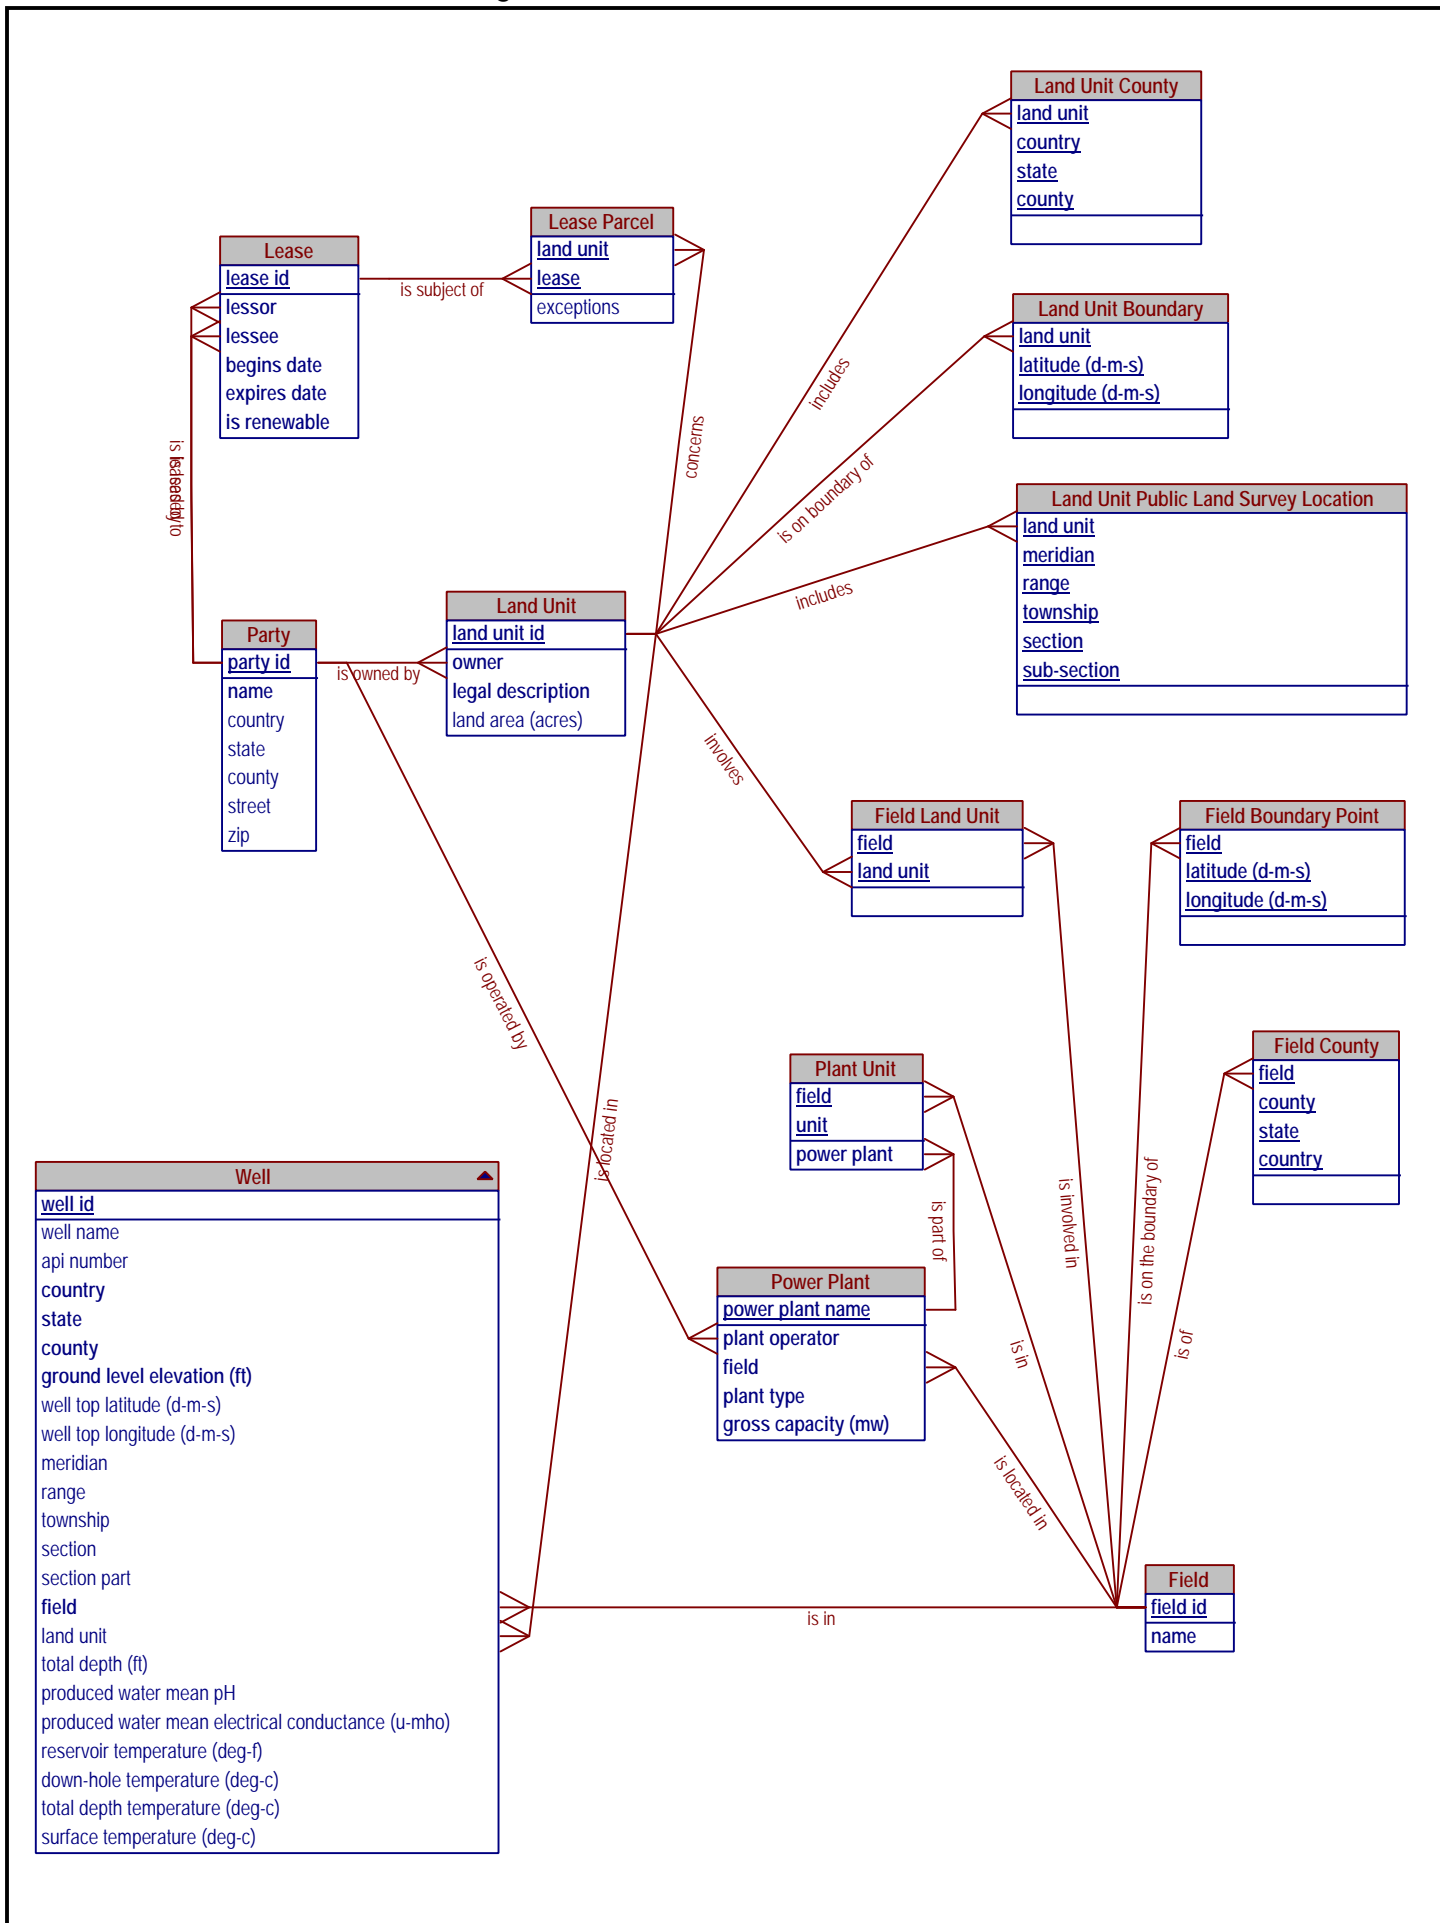 Land Unit County
land unit
country
state
county
Lease Parcel
land unit
lease
exceptions
Lease
lease id
lessor
lessee
begins date
expires date
is renewable
is subject of
Land Unit Boundary
land unit
latitude (d-m-s)
longitude (d-m-s)
includes
concerns
is on boundary of
Land Unit Public Land Survey Location
land unit
meridian
range
township
section
sub-section
includes
Land Unit
land unit id
owner
legal description
land area (acres)
Party
party id
name
country
state
county
street
zip
is owned by
involves
Field Land Unit
field
land unit
Field Boundary Point
field
latitude (d-m-s)
longitude (d-m-s)
is operated by
is located in
Plant Unit
field
unit
power plant
Field County
field
county
state
country
is part of
is involved in
is on the boundary of
Well
well id
well name
api number
country
state
county
ground level elevation (ft)
well top latitude (d-m-s)
well top longitude (d-m-s)
meridian
range
township
section
section part
field
land unit
total depth (ft)
produced water mean pH
produced water mean electrical conductance (u-mho)
reservoir temperature (deg-f)
down-hole temperature (deg-c)
total depth temperature (deg-c)
surface temperature (deg-c)
Power Plant
power plant name
plant operator
field
plant type
gross capacity (mw)
is in
is of
is located in
Field
field id
name
is in